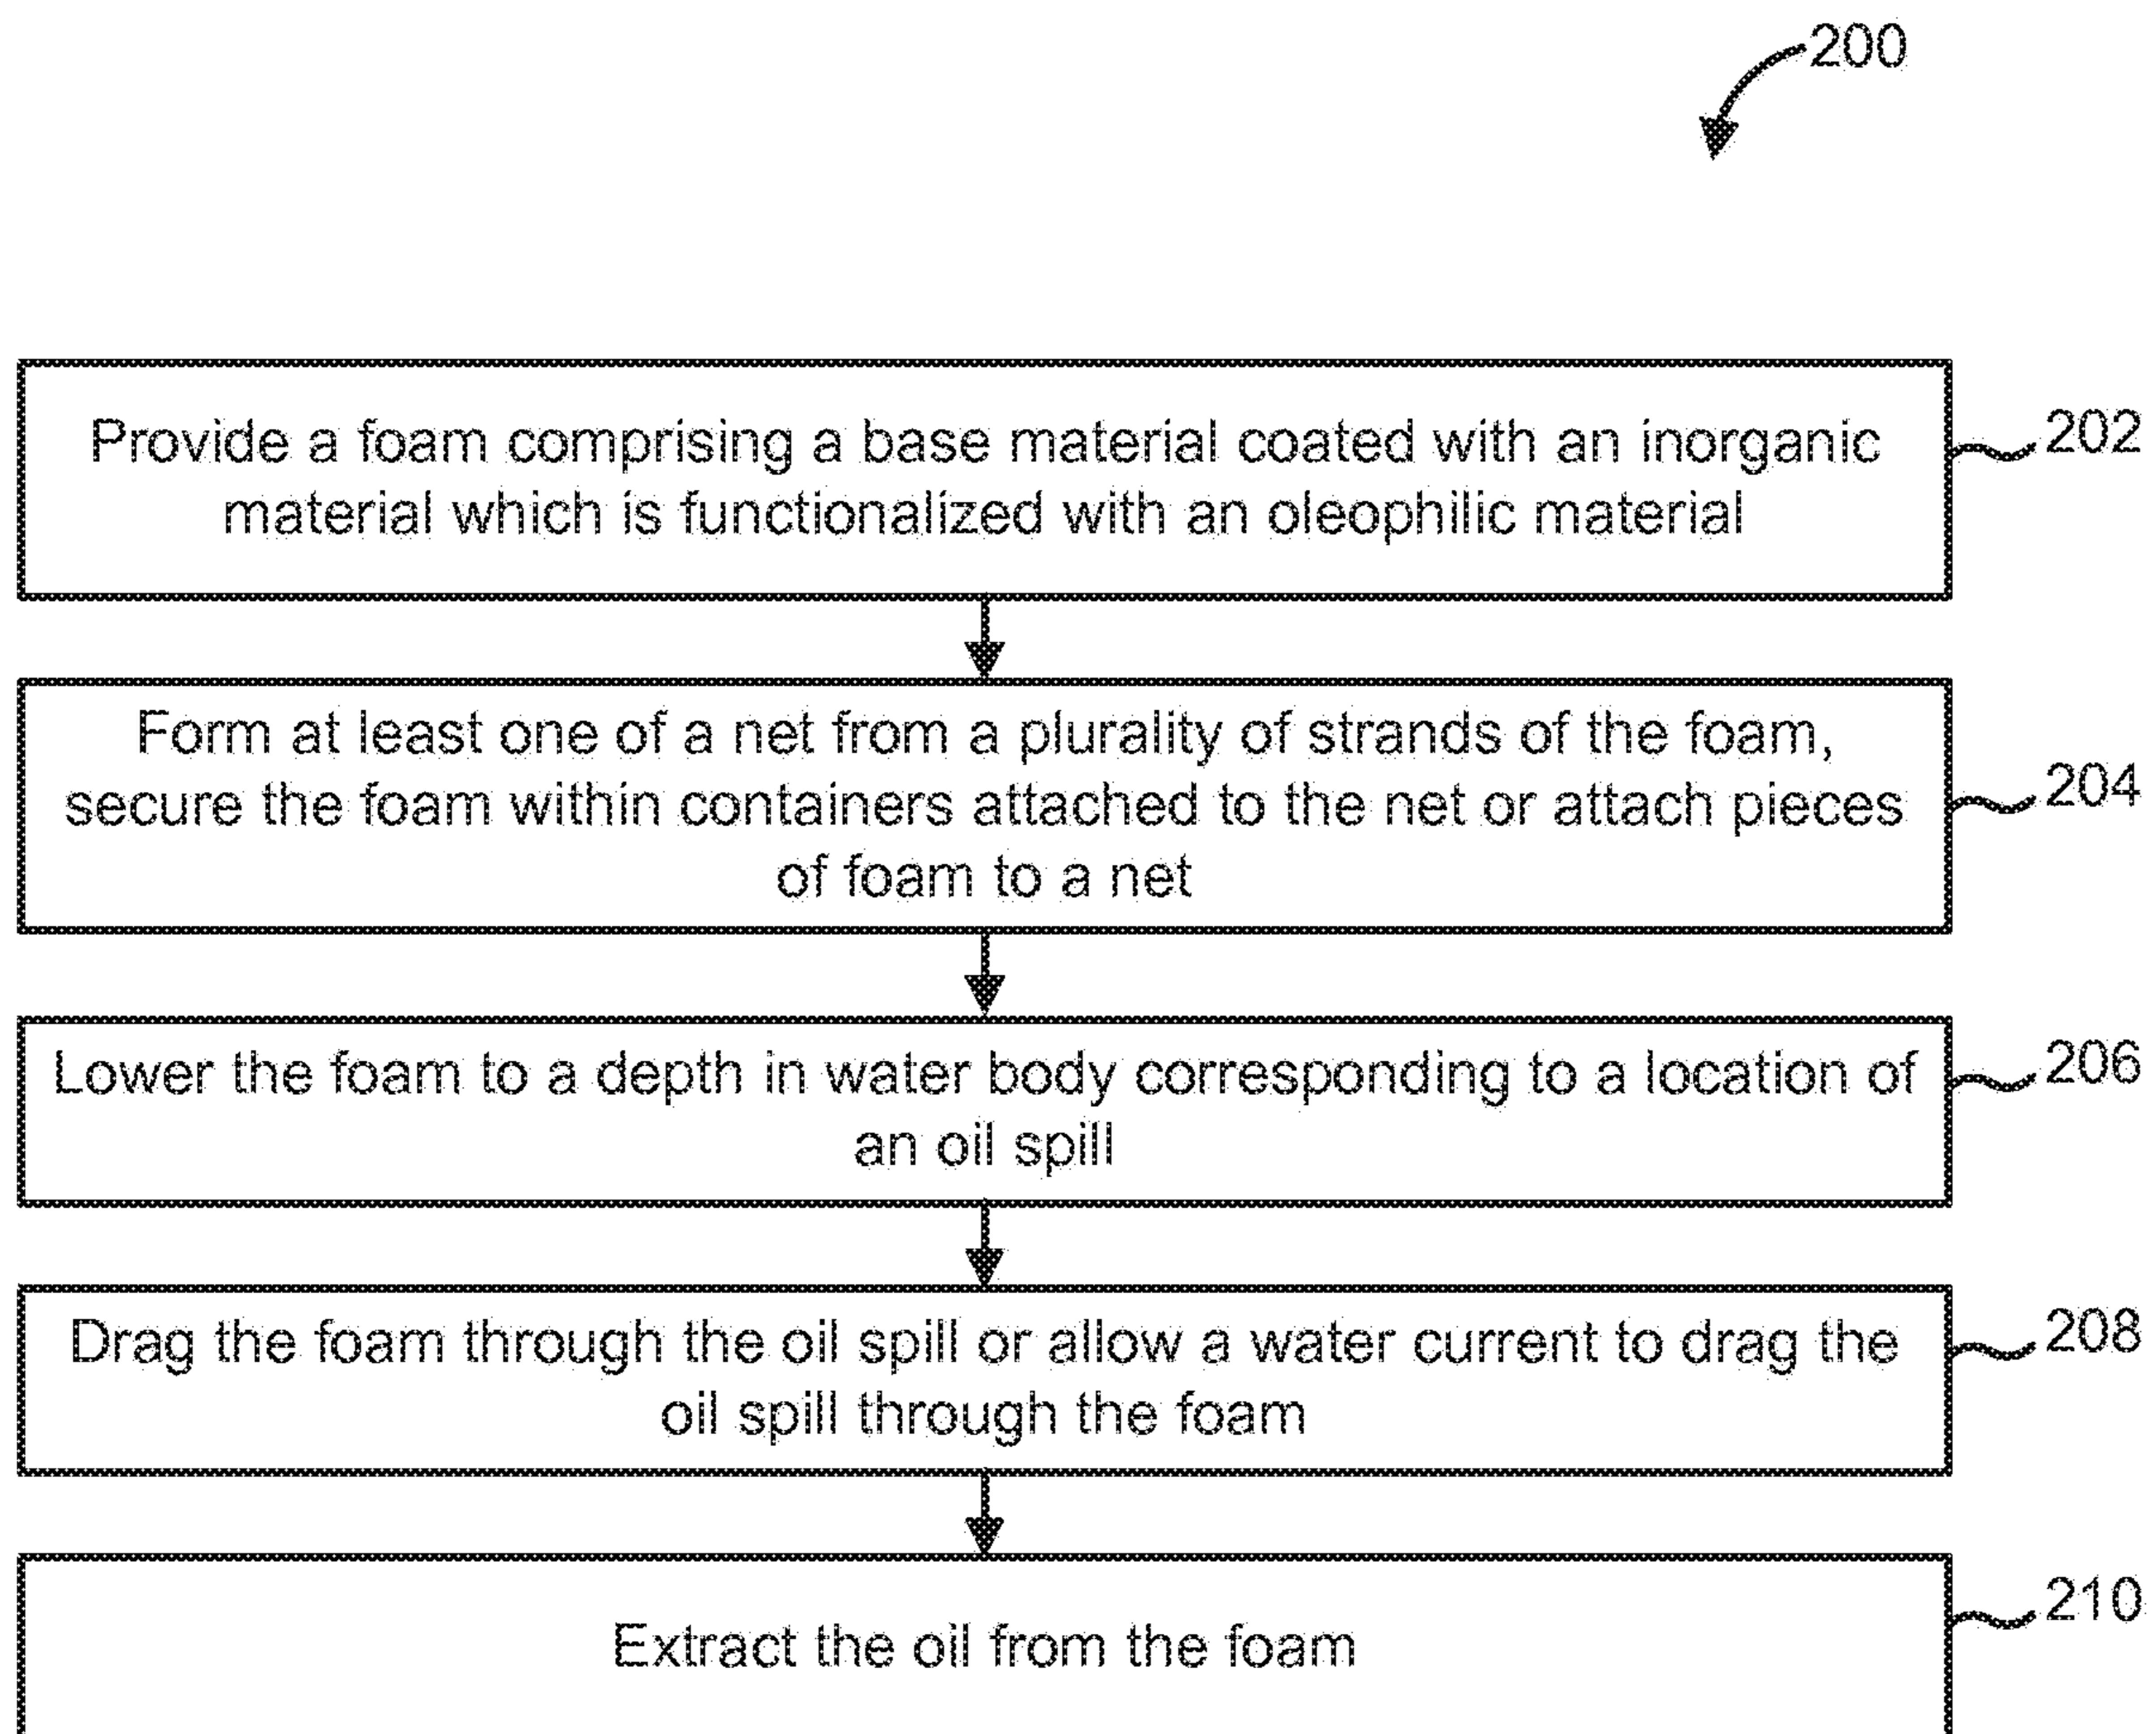 200
Provide a foam comprising a base material coated with an inorganic
material which is functionalized with an oleophilic material
202
Form at least one of a net from a plurality of strands of the foam,
secure the foam within containers attached to the net or attach pieces
of foam to a net
204
Lower the foam to a depth in water body corresponding to a location of
an oil spill
206
Drag the foam through the oil spill or allow a water current to drag the
oil spill through the foam
208
Extract the oil from the foam
210